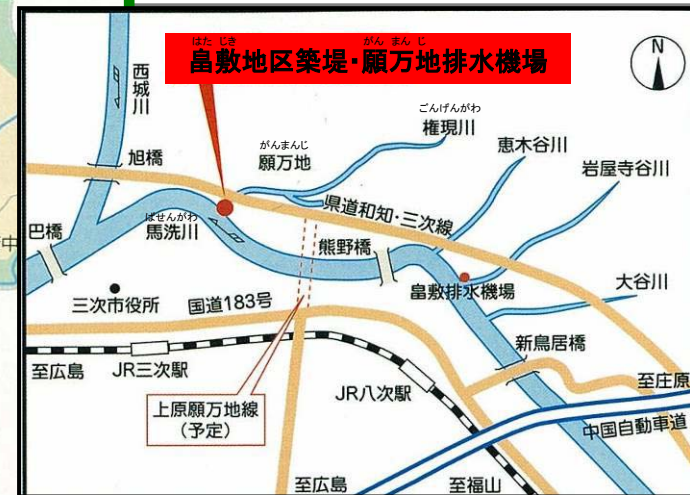 はた じき がん まん じ
畠敷地区築堤・願万地排水機場
N
西城川
ごんげんがわ
権現川
旭橋
がんまんじ
願万地
恵木谷川
岩屋寺谷川
県道和知・三次線
ばせんがわ
馬洗川
巴橋
中
熊野橋
三次市役所
国道183号
畠敷排水機場
大谷川
新鳥居橋
至広島
JR三次駅
JR八次駅
至庄原
上原願万地線
(予定)
中国自動車道
至広島
至福山